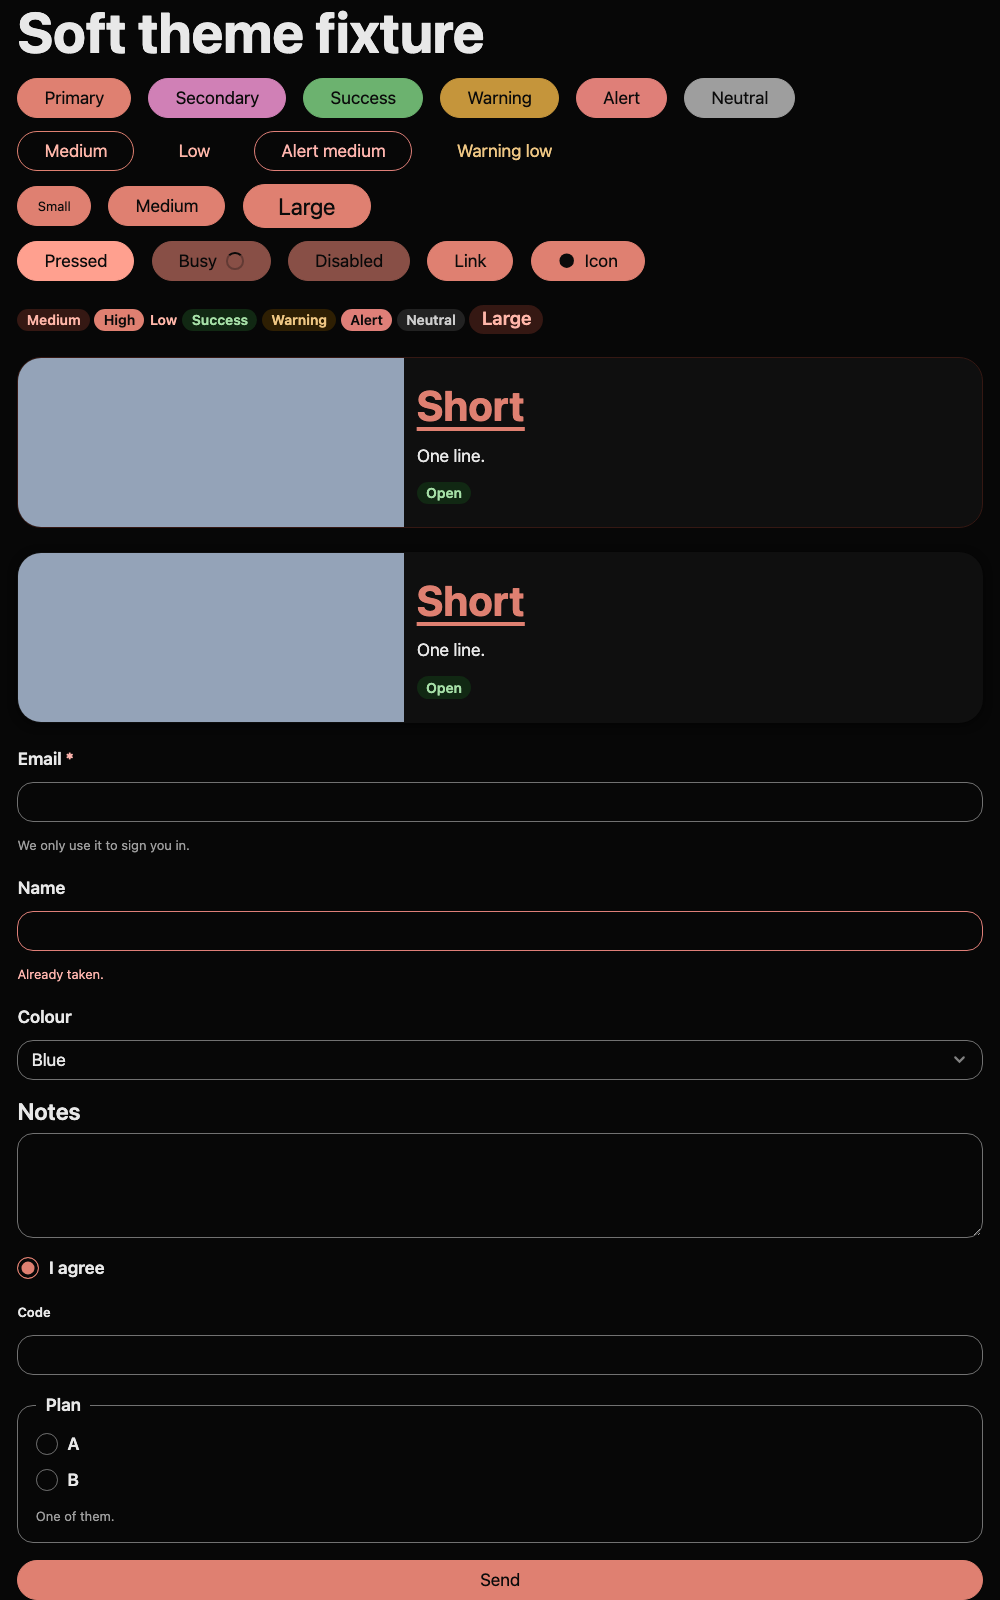 Soft theme fixture
Primary Secondary Success Warning Alert Neutral
Medium Low Alert medium Warning low
Small Medium Large
Pressed Busy Disabled Link Icon
Medium High Low Success Warning Alert Neutral Large
Short
One line.
Open
Short
One line.
Open
Email *
We only use it to sign you in.
Name
Already taken.
Colour
Blue
Notes
I agree
Code
Plan
A
B
One of them.
Send